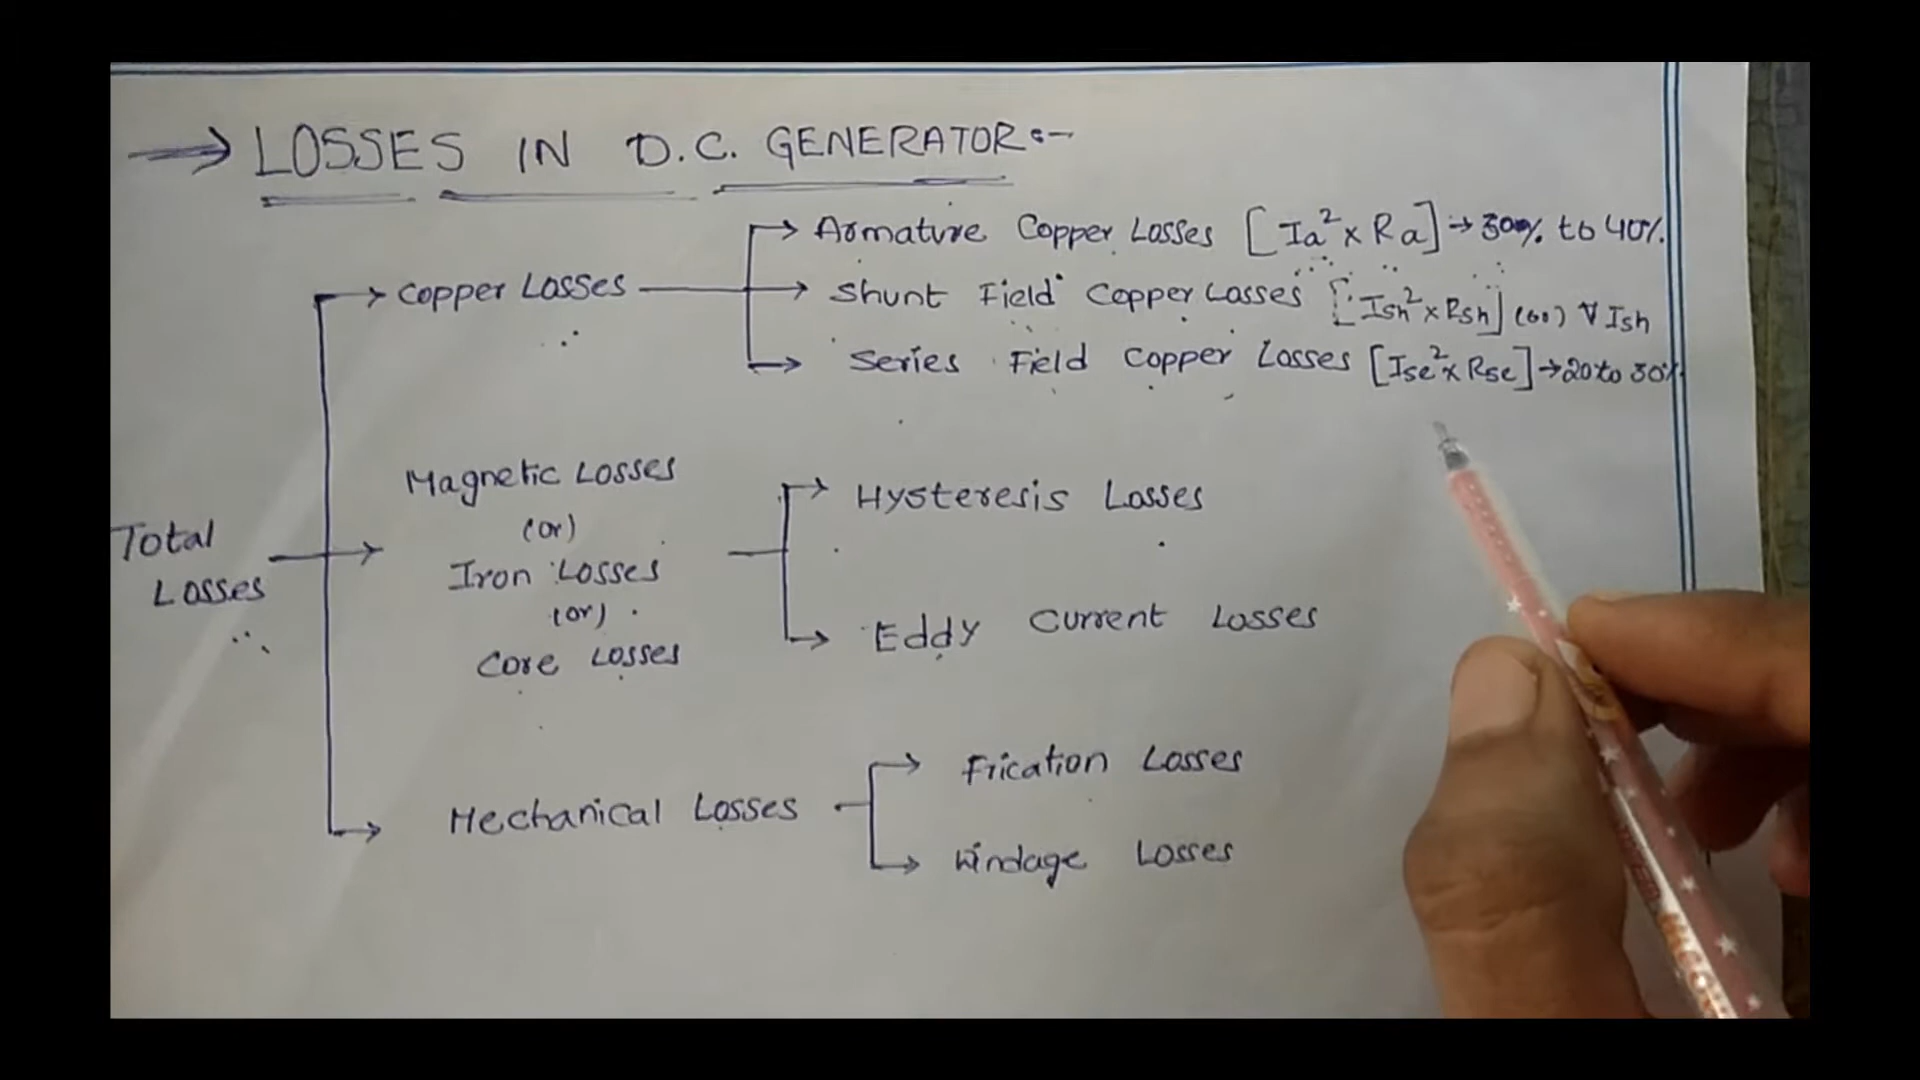 → LOSSES IN D.C. GENERATOR:-
→ Armature Copper Losses [Ia² × Ra] → 30% to 40%.
→ Copper Losses → Shunt Field Copper Losses [Ish² × Rsh] (or) V Ish
→ Series Field Copper Losses [Ise² × Rse] → 20 to 30%.
Magnetic Losses → Hysteresis Losses
(or)
Total → Iron Losses
Losses
(or) → Eddy Current Losses
Core Losses
→ Frication Losses
→ Mechanical Losses
→ Windage Losses